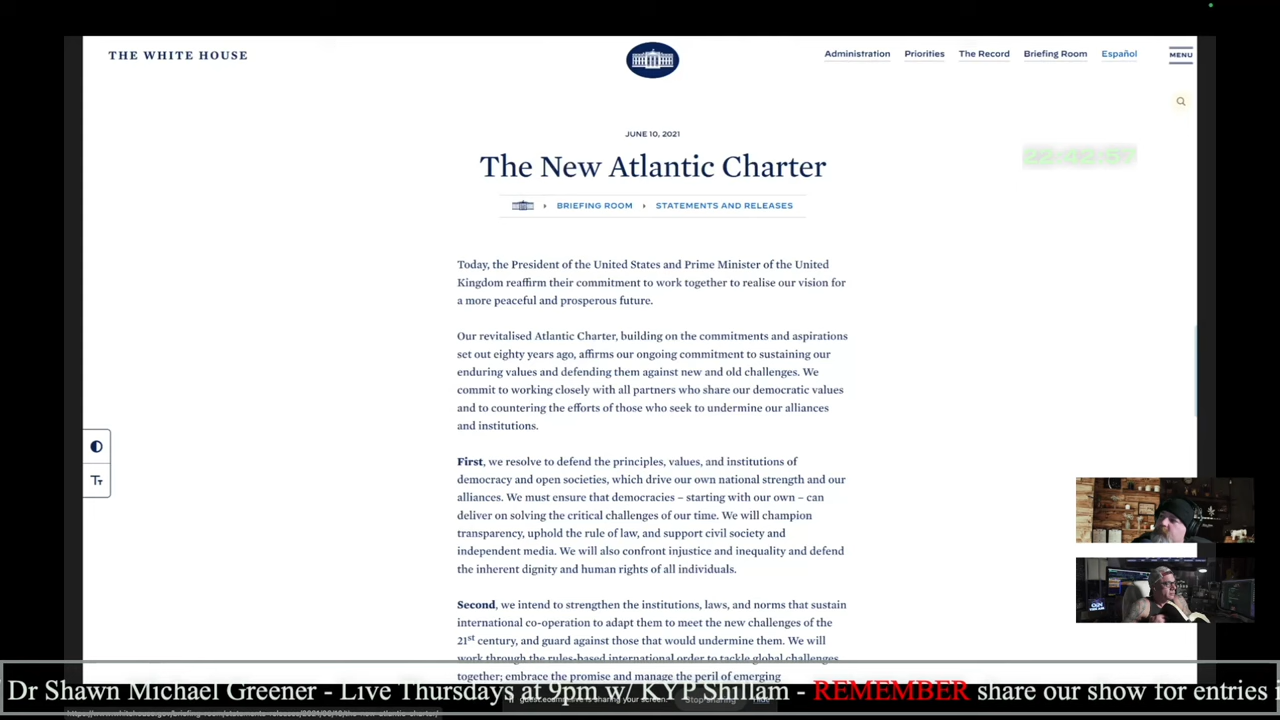 THE WHITE HOUSE
Administration Priorities The Record Briefing Room Español MENU
JUNE 10, 2021
The New Atlantic Charter
22:42:57
BRIEFING ROOM STATEMENTS AND RELEASES
Today, the President of the United States and Prime Minister of the United
Kingdom reaffirm their commitment to work together to realise our vision for
a more peaceful and prosperous future.
Our revitalised Atlantic Charter, building on the commitments and aspirations
set out eighty years ago, affirms our ongoing commitment to sustaining our
enduring values and defending them against new and old challenges. We
commit to working closely with all partners who share our democratic values
and to countering the efforts of those who seek to undermine our alliances
and institutions.
First, we resolve to defend the principles, values, and institutions of
democracy and open societies, which drive our own national strength and our
alliances. We must ensure that democracies – starting with our own – can
deliver on solving the critical challenges of our time. We will champion
transparency, uphold the rule of law, and support civil society and
independent media. We will also confront injustice and inequality and defend
the inherent dignity and human rights of all individuals.
Second, we intend to strengthen the institutions, laws, and norms that sustain
international co-operation to adapt them to meet the new challenges of the
21st century, and guard against those that would undermine them. We will
work through the rules-based international order to tackle global challenges
together; embrace the promise and manage the peril of emerging
Tт
Dr Shawn Michael Greener - Live Thursdays at 9pm w/ KYP Shillam - REMEMBER share our show for entries i
is sharing your screen. Stop sharing Hide